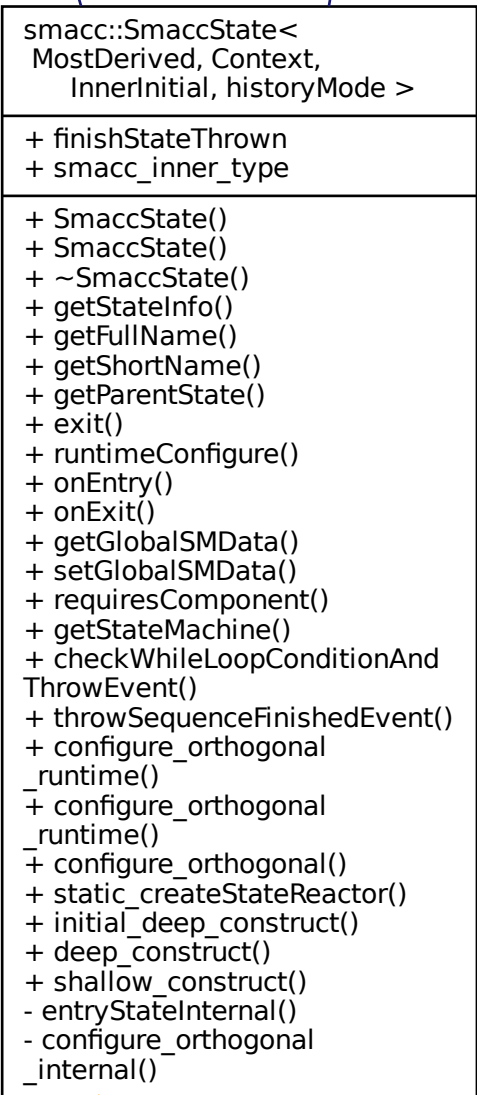 smacc::SmaccState<
MostDerived, Context,
InnerInitial, historyMode >
+ finishStateThrown
+ smacc_inner_type
+ SmaccState()
+ SmaccState()
+ ~SmaccState()
+ getStateInfo()
+ getFullName()
+ getShortName()
+ getParentState()
+ exit()
+ runtimeConfigure()
+ onEntry()
+ onExit()
+ getGlobalSMData()
+ setGlobalSMData()
+ requiresComponent()
+ getStateMachine()
+ checkWhileLoopConditionAnd
ThrowEvent()
+ throwSequenceFinishedEvent()
+ configure_orthogonal
_runtime()
+ configure_orthogonal
_runtime()
+ configure_orthogonal()
+ static_createStateReactor()
+ initial_deep_construct()
+ deep_construct()
+ shallow_construct()
- entryStateInternal()
- configure_orthogonal
_internal()